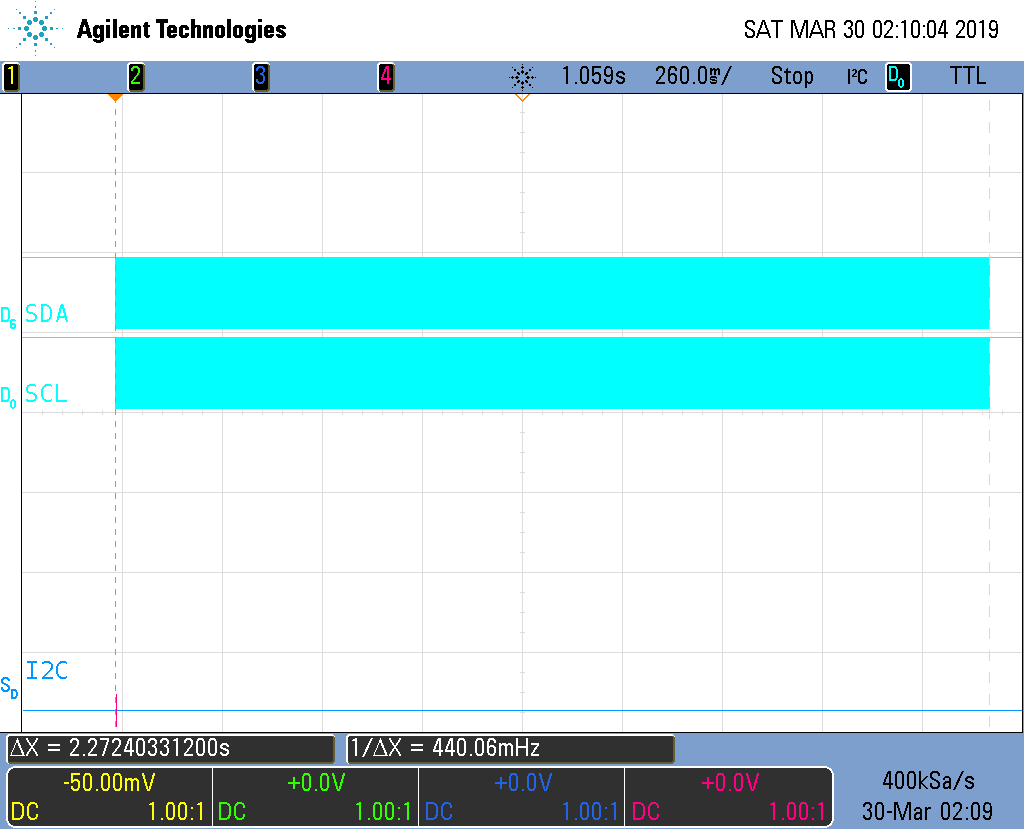 Agilent Technologies SAT MAR 30 02:10:04 2019
1 2 3 4 1.059s 260.0ms/ Stop I²C D0 TTL
D6 SDA
D0 SCL
I2C
SD
ΔX = 2.27240331200s 1/ΔX = 440.06mHz
-50.00mV +0.0V +0.0V +0.0V 400kSa/s
DC 1.00:1 DC 1.00:1 DC 1.00:1 DC 1.00:1 30-Mar 02:09